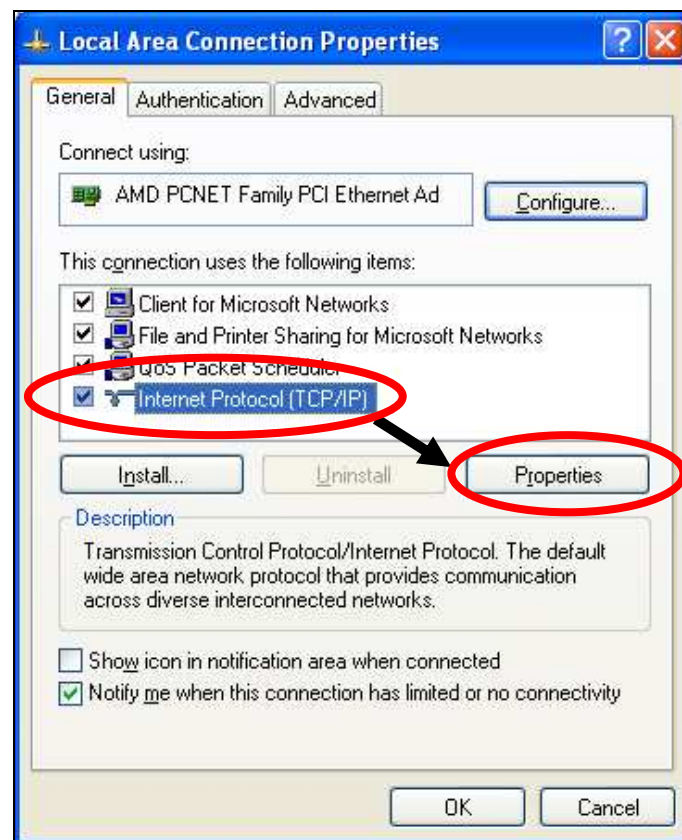 Local Area Connection Properties
General Authentication Advanced
Connect using:
AMD PCNET Family PCI Ethernet Ad
Configure...
This connection uses the following items:
Client for Microsoft Networks
File and Printer Sharing for Microsoft Networks
QoS Packet Scheduler
Internet Protocol (TCP/IP)
Install... Uninstall Properties
Description
Transmission Control Protocol/Internet Protocol. The default
wide area network protocol that provides communication
across diverse interconnected networks.
Show icon in notification area when connected
Notify me when this connection has limited or no connectivity
OK Cancel